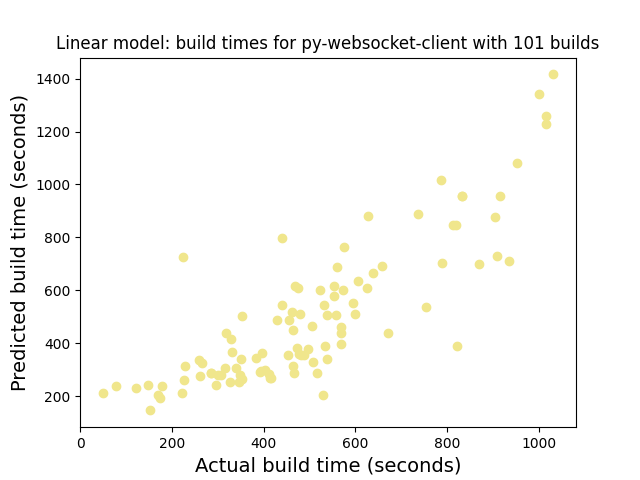 Linear model: build times for py-websocket-client with 101 builds
1400
1200
1000
800
600
400
200
Predicted build time (seconds)
0 200 400 600 800 1000
Actual build time (seconds)